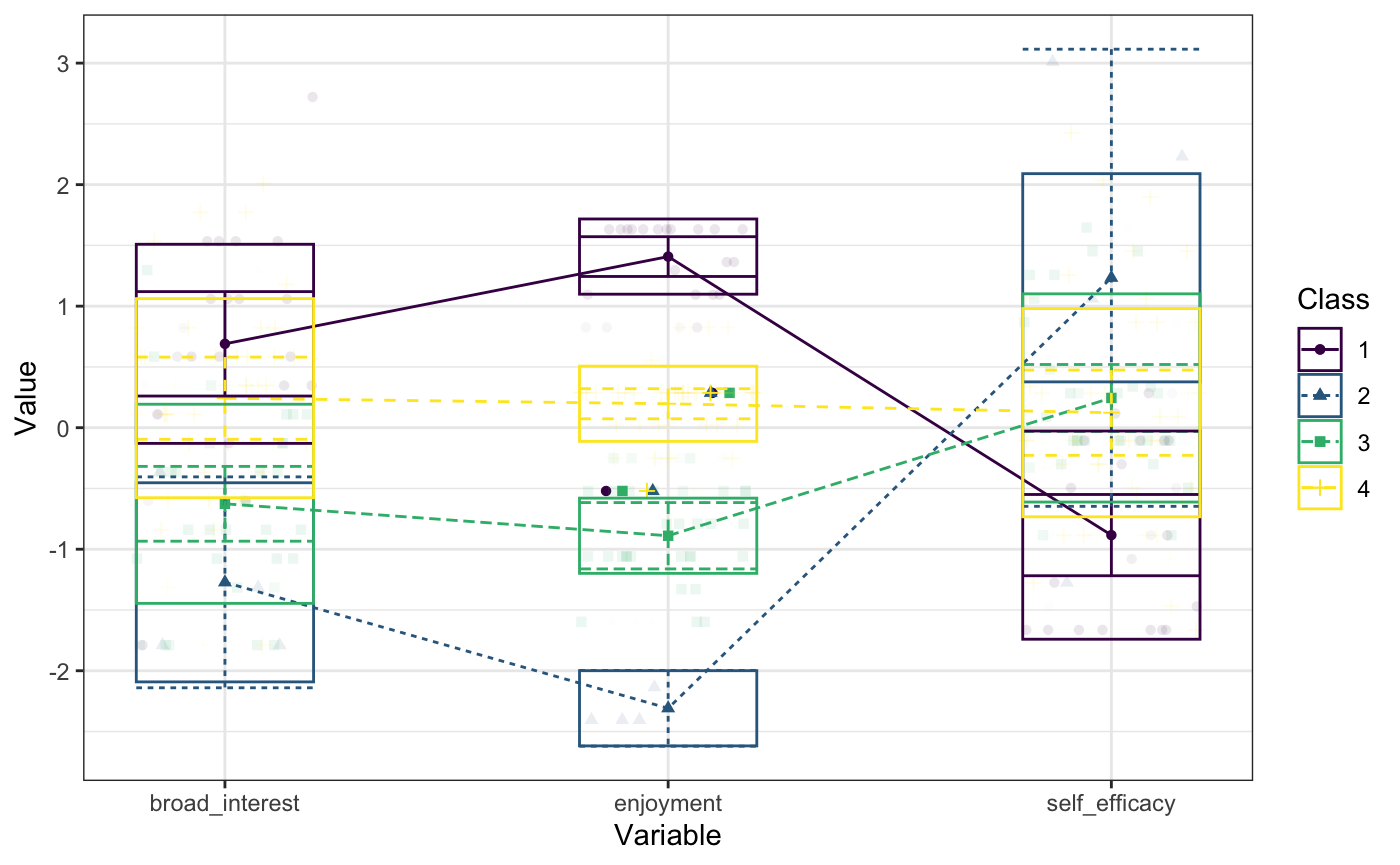 3
2
1
0
-1
-2
Value
broad_interest
enjoyment
self_efficacy
Variable
Class
1
2
3
4